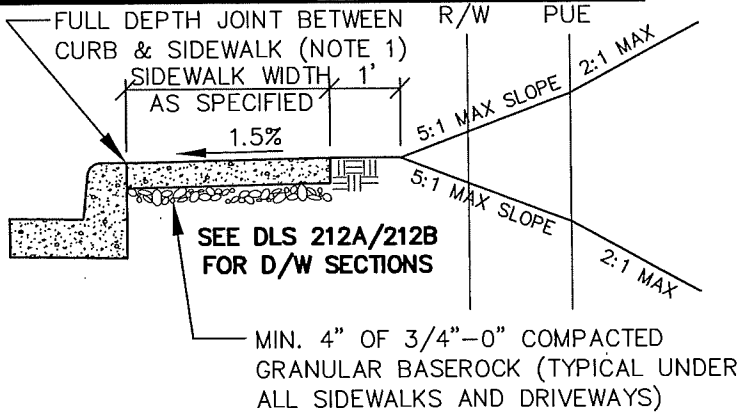 FULL DEPTH JOINT BETWEEN
CURB & SIDEWALK (NOTE 1)
R/W
PUE
SIDEWALK WIDTH
AS SPECIFIED
1'
1.5%
5:1 MAX SLOPE
2:1 MAX
5:1 MAX SLOPE
2:1 MAX
SEE DLS 212A/212B
FOR D/W SECTIONS
MIN. 4" OF 3/4"-0" COMPACTED
GRANULAR BASEROCK (TYPICAL UNDER
ALL SIDEWALKS AND DRIVEWAYS)